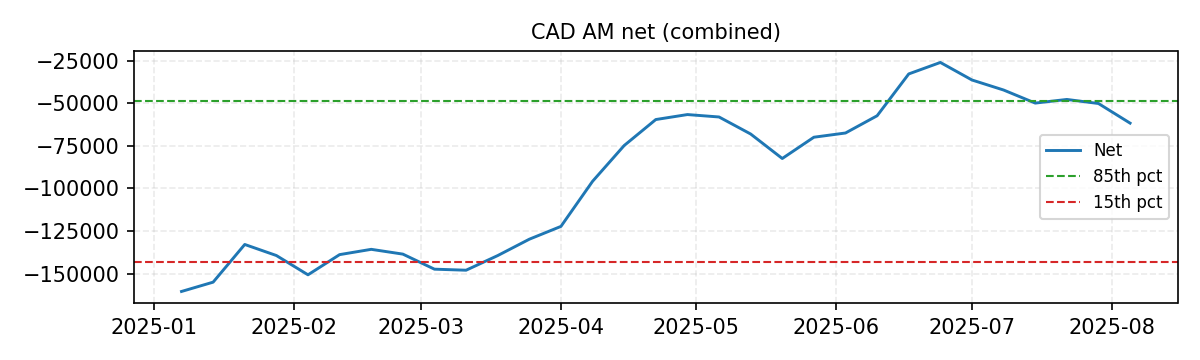 CAD AM net (combined)
−25000
−50000
−75000
−100000
−125000
−150000
Net
85th pct
15th pct
2025-01 2025-02 2025-03 2025-04 2025-05 2025-06 2025-07 2025-08